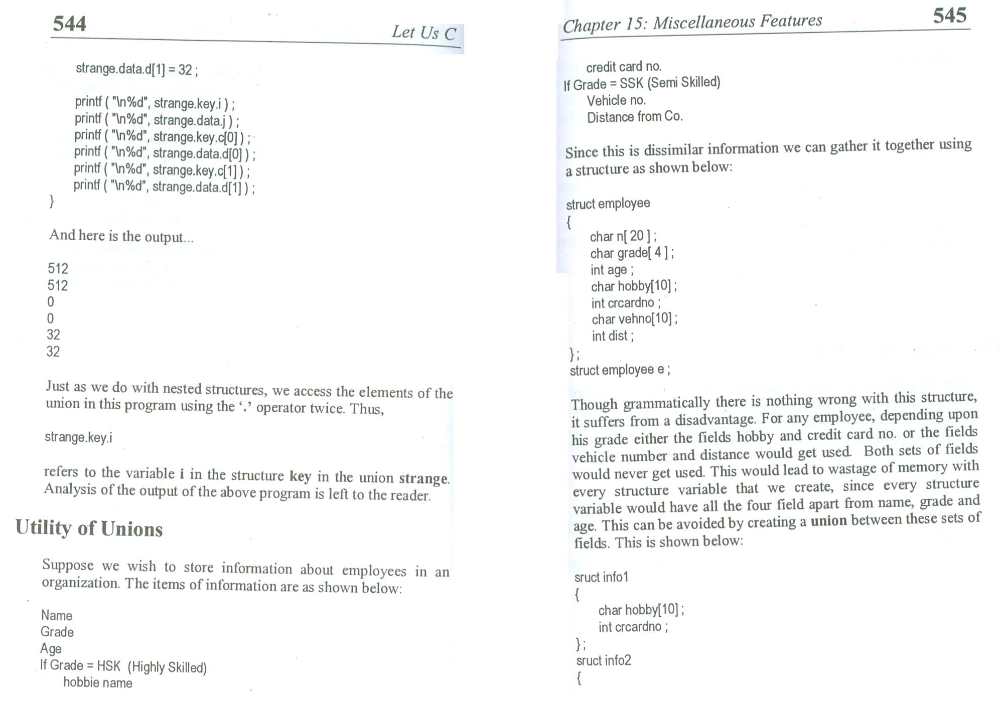 544
Let Us C
strange.data.d[1] = 32 ;
printf ( "\n%d", strange.key.i ) ;
printf ( "\n%d", strange.data.j ) ;
printf ( "\n%d", strange.key.c[0] ) ;
printf ( "\n%d", strange.data.d[0] ) ;
printf ( "\n%d", strange.key.c[1] ) ;
printf ( "\n%d", strange.data.d[1] ) ;
}
And here is the output...
512
512
0
0
32
32
Just as we do with nested structures, we access the elements of the
union in this program using the ‘.’ operator twice. Thus,
strange.key.i
refers to the variable i in the structure key in the union strange.
Analysis of the output of the above program is left to the reader.
Utility of Unions
Suppose we wish to store information about employees in an
organization. The items of information are as shown below:
Name
Grade
Age
If Grade = HSK (Highly Skilled)
hobbie name
Chapter 15: Miscellaneous Features
545
credit card no.
If Grade = SSK (Semi Skilled)
Vehicle no.
Distance from Co.
Since this is dissimilar information we can gather it together using
a structure as shown below:
struct employee
{
char n[ 20 ] ;
char grade[ 4 ] ;
int age ;
char hobby[10] ;
int crcardno ;
char vehno[10] ;
int dist ;
} ;
struct employee e ;
Though grammatically there is nothing wrong with this structure,
it suffers from a disadvantage. For any employee, depending upon
his grade either the fields hobby and credit card no. or the fields
vehicle number and distance would get used. Both sets of fields
would never get used. This would lead to wastage of memory with
every structure variable that we create, since every structure
variable would have all the four field apart from name, grade and
age. This can be avoided by creating a union between these sets of
fields. This is shown below:
sruct info1
{
char hobby[10] ;
int crcardno ;
} ;
sruct info2
{